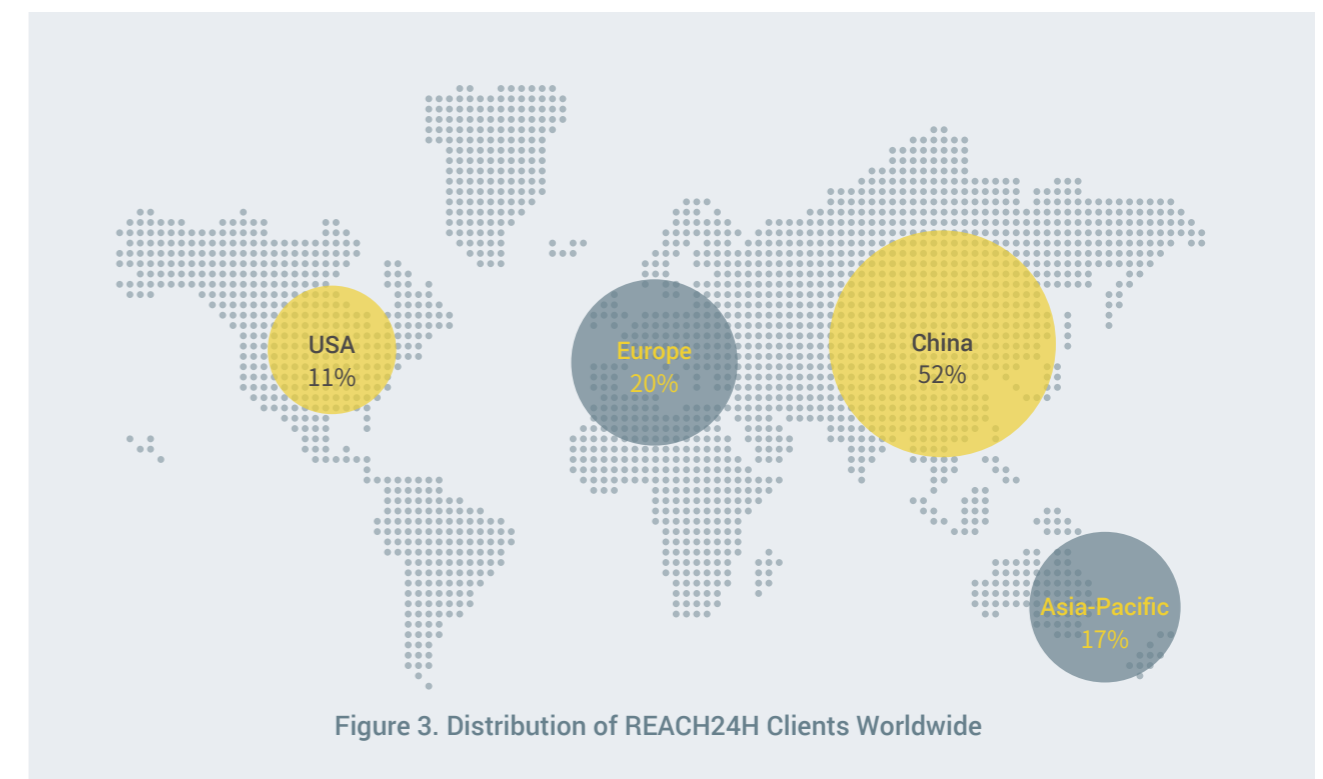 USA
11%
Europe
20%
China
52%
Asia-Pacific
17%
Figure 3. Distribution of REACH24H Clients Worldwide